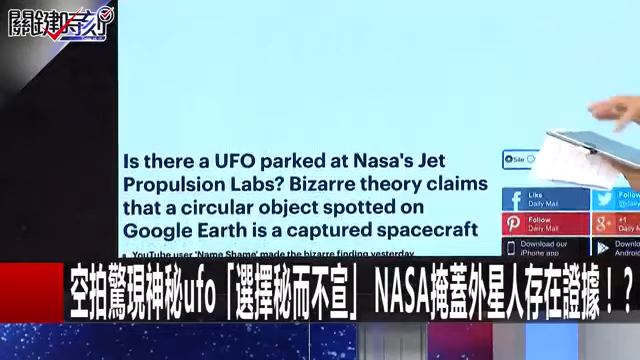 關鍵時刻
Is there a UFO parked at Nasa's Jet
Propulsion Labs? Bizarre theory claims
that a circular object spotted on
Google Earth is a captured spacecraft
YouTube user 'Name Shame' made the bizarre finding yesterday
Site
Like
Daily Mail
Follow
Follow
Daily Mail
+1
Daily Mail
Download our
iPhone app
Download
Android
空拍驚現神秘ufo「選擇秘而不宣」 NASA掩蓋外星人存在證據！？